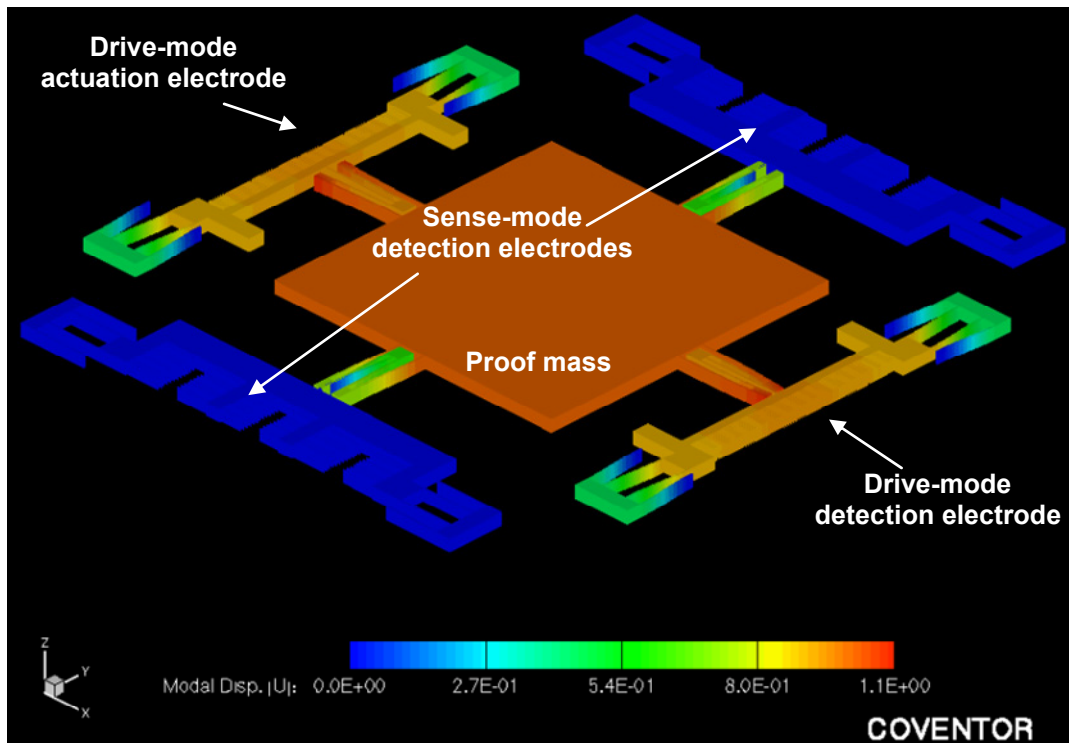 Drive-mode
actuation electrode
Sense-mode
detection electrodes
Proof mass
Drive-mode
detection electrode
Z
Y
X
Modal Disp. |U|: 0.0E+00 2.7E-01 5.4E-01 8.0E-01 1.1E+00
COVENTOR